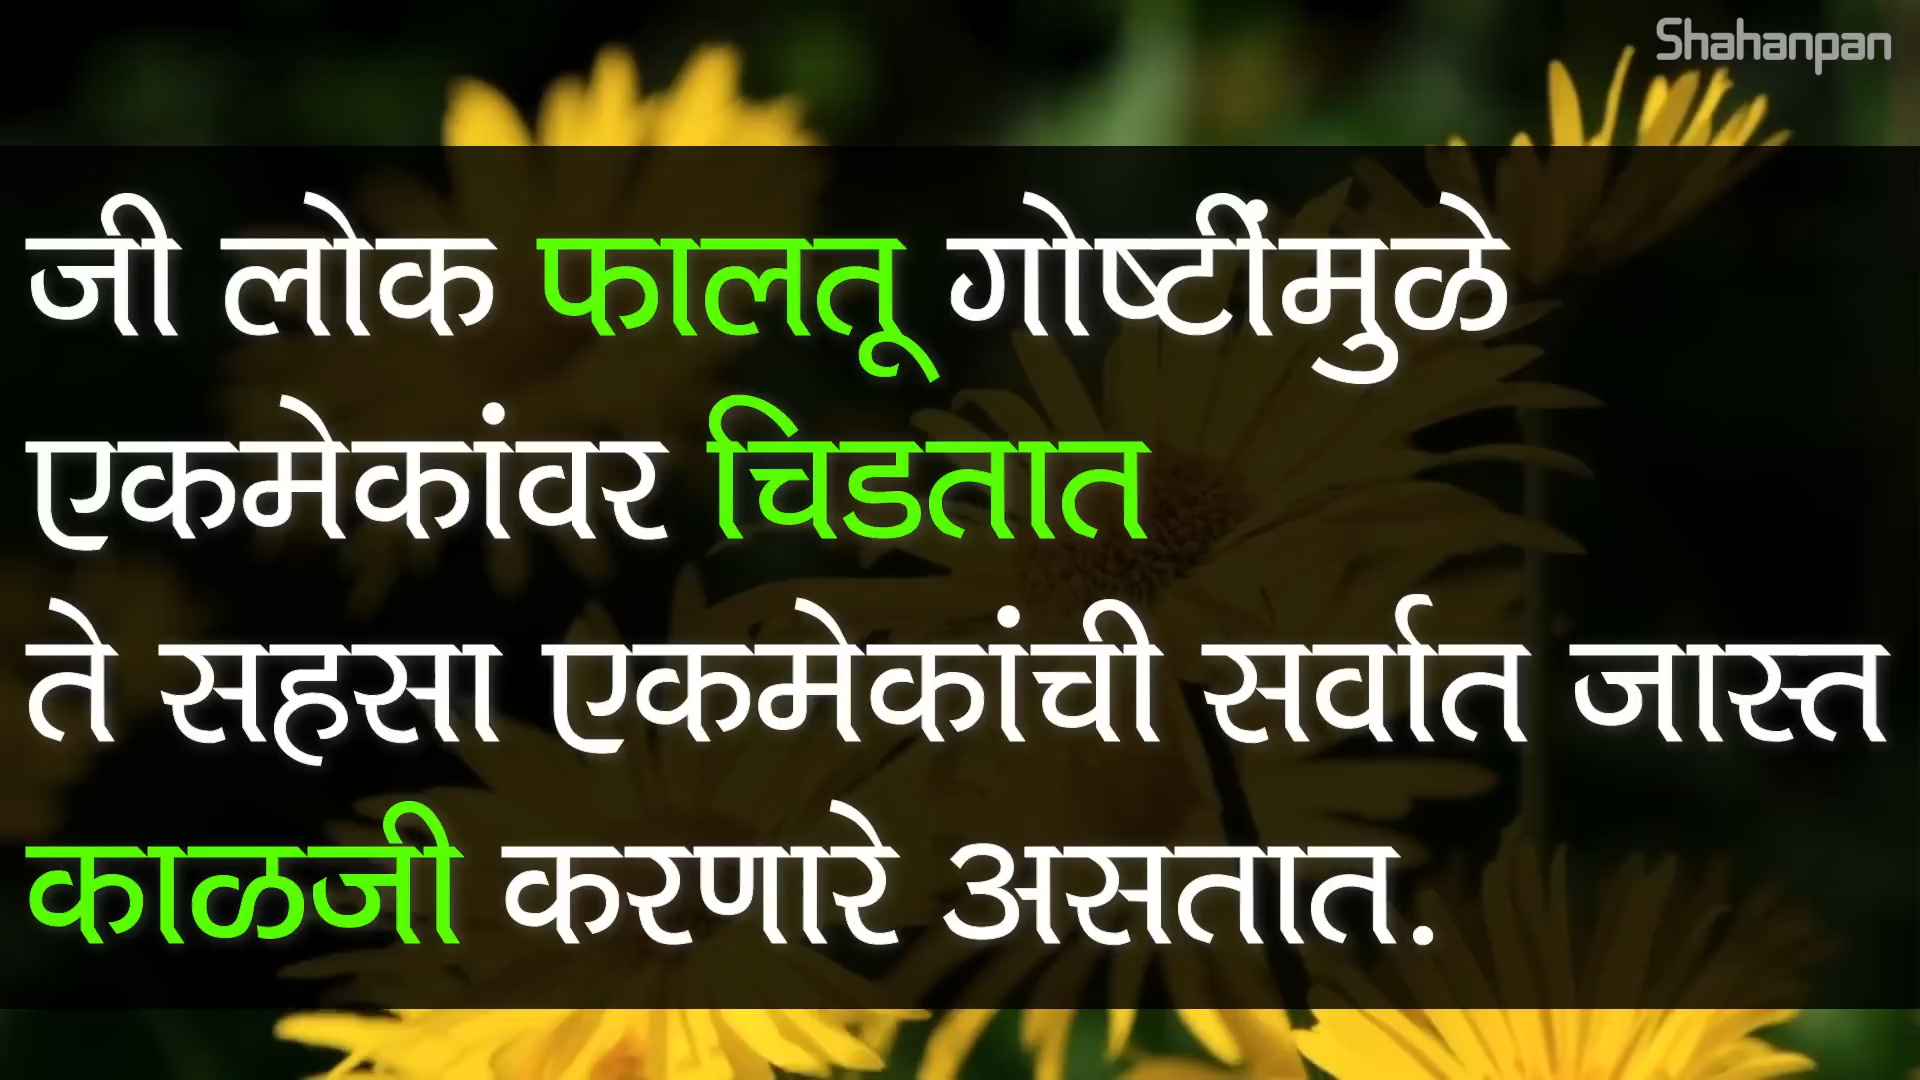 Shahanpan
जी लोक फालतू गोष्टींमुळे
एकमेकांवर चिडतात
ते सहसा एकमेकांची सर्वात जास्त
काळजी करणारे असतात.